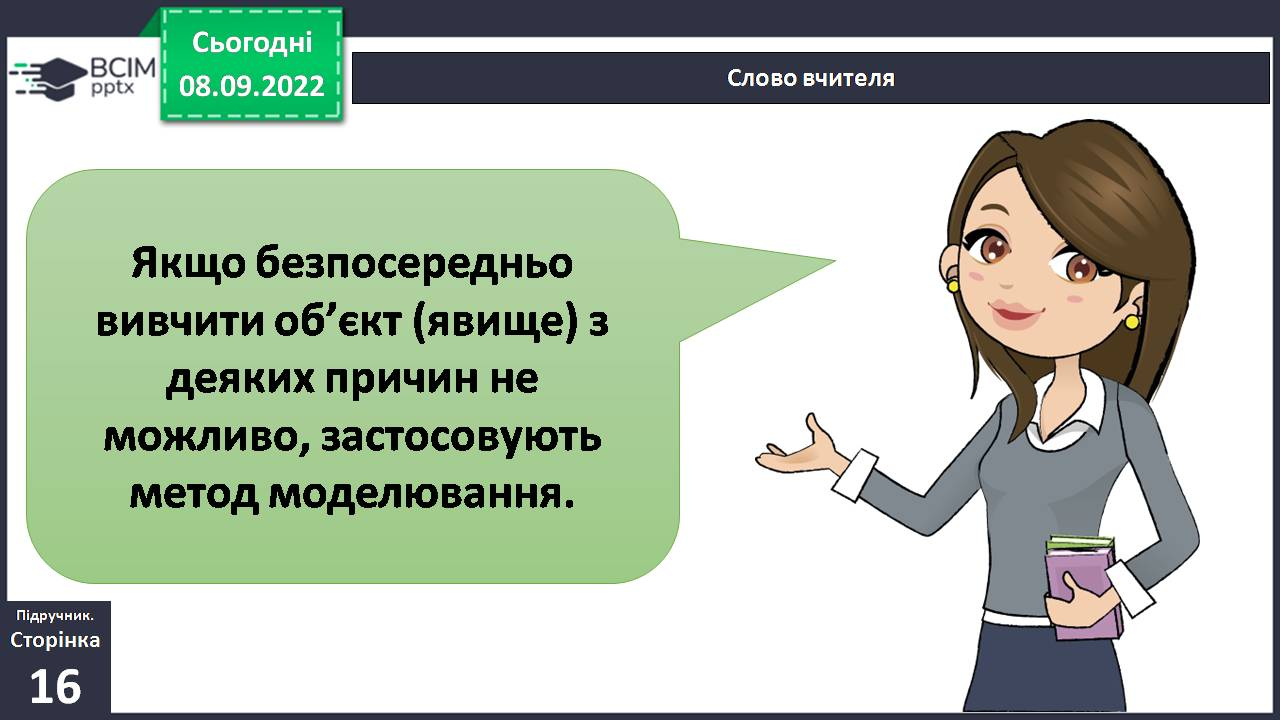 Сьогодні
08.09.2022
BCIM
pptx
Слово вчителя
Якщо безпосередньо
вивчити об’єкт (явище) з
деяких причин не
можливо, застосовують
метод моделювання.
Підручник.
Сторінка
16